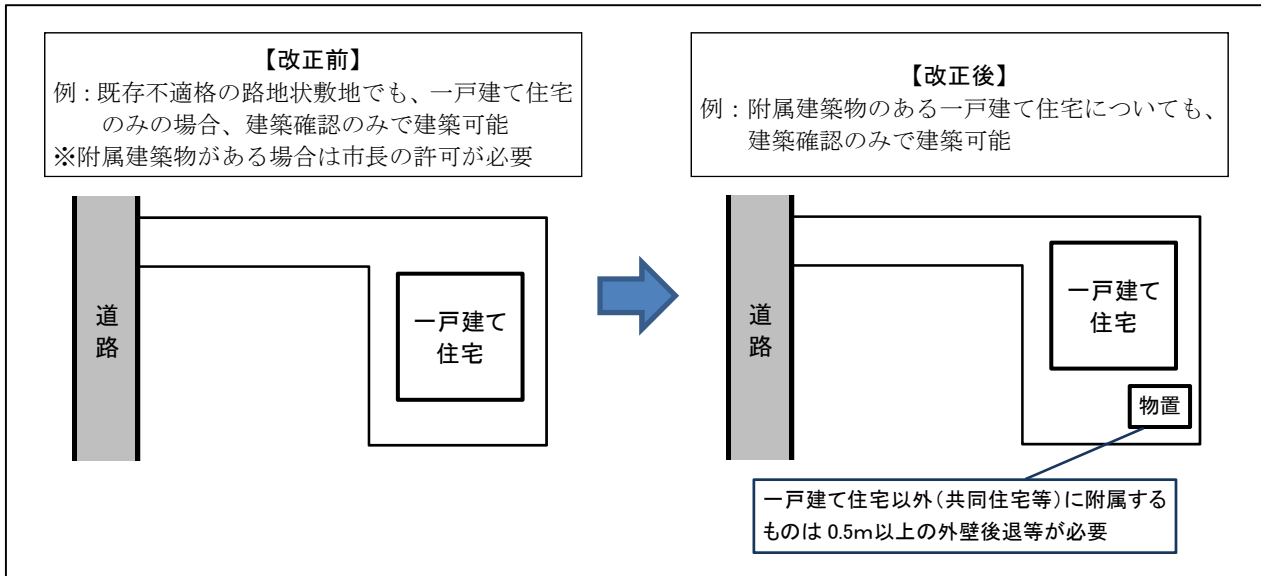 【改正前】
例：既存不適格の路地状敷地でも、一戸建て住宅
のみの場合、建築確認のみで建築可能
※附属建築物がある場合は市長の許可が必要
【改正後】
例：附属建築物のある一戸建て住宅についても、
建築確認のみで建築可能
道
路
一戸建て
住宅
道
路
一戸建て
住宅
物置
一戸建て住宅以外（共同住宅等）に附属する
ものは 0.5m以上の外壁後退等が必要